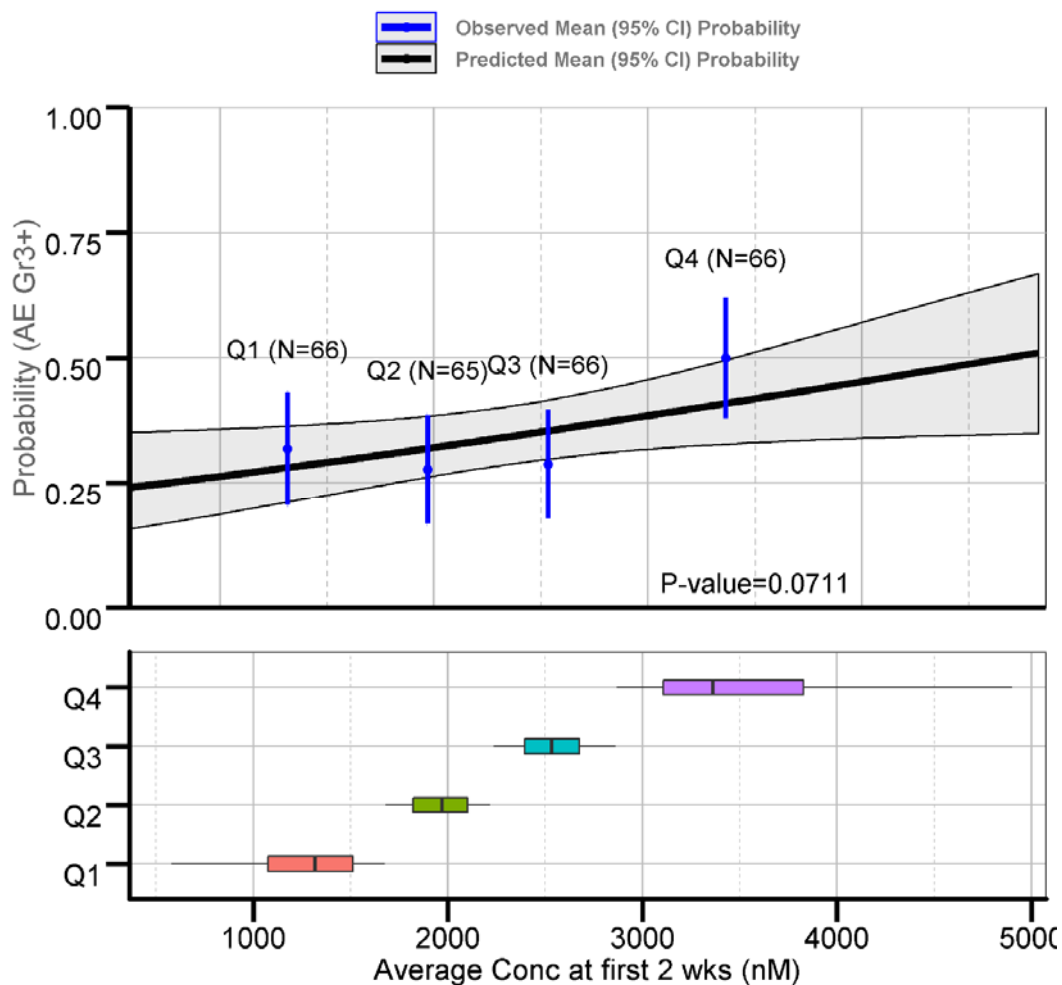 Observed Mean (95% CI) Probability
Predicted Mean (95% CI) Probability
Probability (AE Gr3+)
1.00
0.75
0.50
0.25
0.00
Q1 (N=66)
Q2 (N=65)
Q3 (N=66)
Q4 (N=66)
P-value=0.0711
Q4
Q3
Q2
Q1
1000 2000 3000 4000 500
Average Conc at first 2 wks (nM)